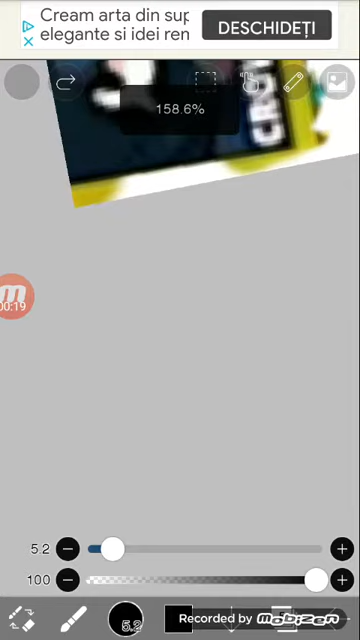 Cream arta din sup
elegante si idei ren
DESCHIDEȚI
158.6%
00:19
5.2
100
5.2
Recorded by mobizen